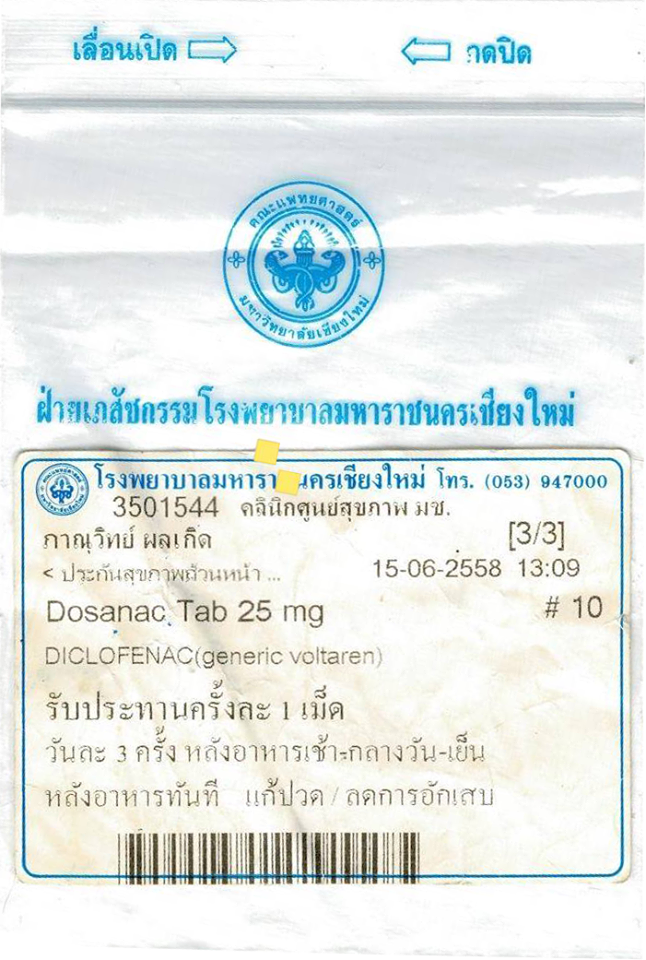 เลื่อนเปิด
าดปิด
คณะแพทยศาสตร์
มหาวิทยาลัยเชียงใหม่
ฝ่ายเภสัชกรรมโรงพยาบาลมหาราชนครเชียงใหม่
โรงพยาบาลมหารา นครเชียงใหม่ โทร. (053) 947000
3501544 คลินิกศูนย์สุขภาพ มช.
ภาณุวิทย์ ผลเกิด [3/3]
< ประกันสุขภาพถ้วนหน้า ... 15-06-2558 13:09
Dosanac Tab 25 mg # 10
DICLOFENAC(generic voltaren)
รับประทานครั้งละ 1 เม็ด
วันละ 3 ครั้ง หลังอาหารเช้า-กลางวัน-เย็น
หลังอาหารทันที แก้ปวด / ลดการอักเสบ